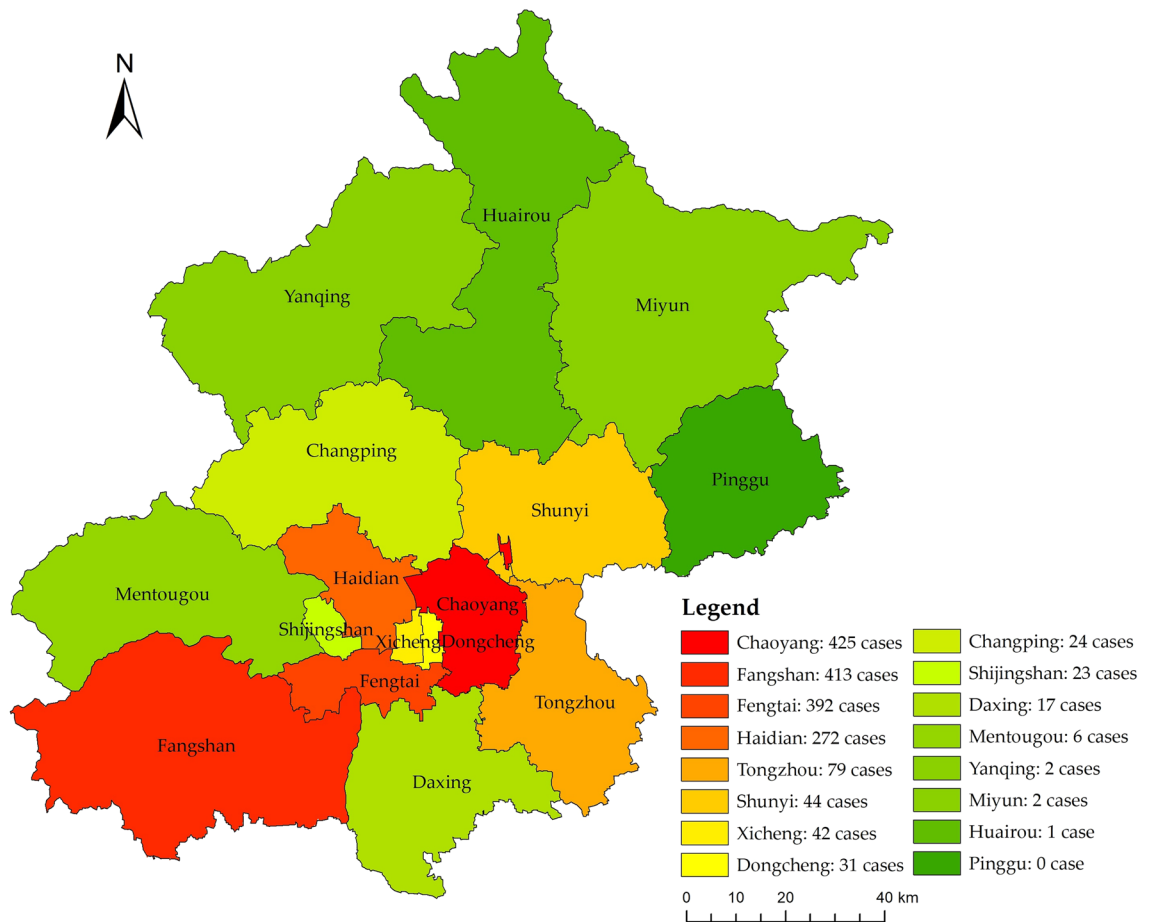 N
Huairou
Yanqing
Miyun
Changping
Pinggu
Shunyi
Haidian
Mentougou
Chaoyang
Shijingshan
Xicheng
Dongcheng
Fengtai
Tongzhou
Fangshan
Daxing
Legend
Chaoyang: 425 cases
Fangshan: 413 cases
Fengtai: 392 cases
Haidian: 272 cases
Tongzhou: 79 cases
Shunyi: 44 cases
Xicheng: 42 cases
Dongcheng: 31 cases
Changping: 24 cases
Shijingshan: 23 cases
Daxing: 17 cases
Mentougou: 6 cases
Yanqing: 2 cases
Miyun: 2 cases
Huairou: 1 case
Pinggu: 0 case
0 10 20 40 km